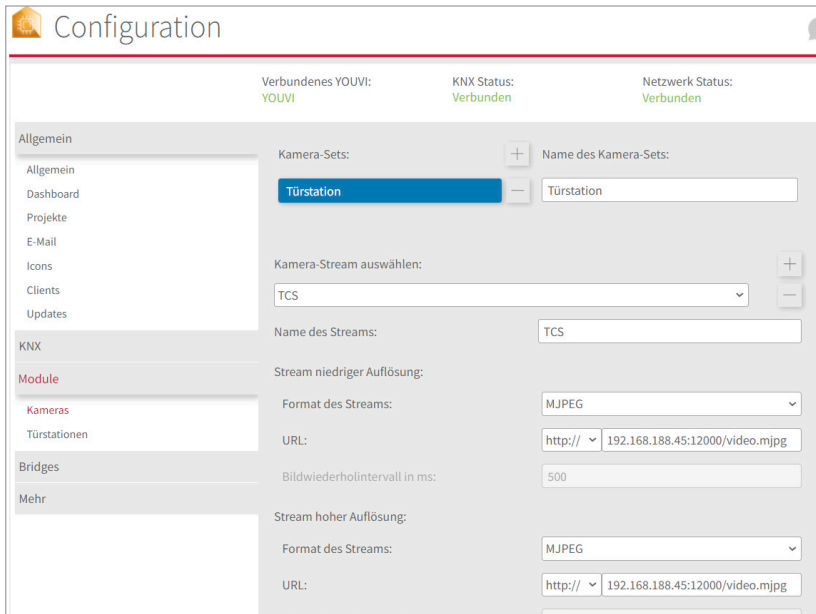 Configuration
Verbundenes YOUVI: KNX Status: Netzwerk Status:
YOUVI Verbunden Verbunden
Allgemein
Allgemein
Dashboard
Projekte
E-Mail
Icons
Clients
Updates
KNX
Module
Kameras
Türstationen
Bridges
Mehr
Kamera-Sets: + Name des Kamera-Sets:
Türstation — Türstation
Kamera-Stream auswählen: +
TCS —
Name des Streams: TCS
Stream niedriger Auflösung:
Format des Streams: MJPEG
URL: http:// 192.168.188.45:12000/video.mjpg
Bildwiederholintervall in ms: 500
Stream hoher Auflösung:
Format des Streams: MJPEG
URL: http:// 192.168.188.45:12000/video.mjpg